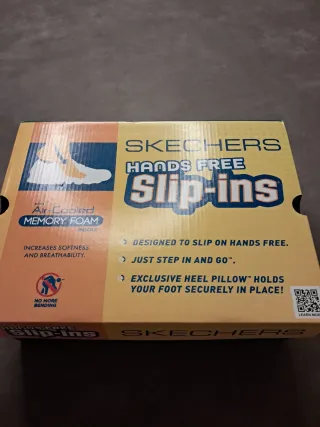 SKECHERS
HANDS FREE
Slip-ins
Air-Cooled
MEMORY FOAM
INCREASES SOFTNESS
AND BREATHABILITY.
NO MORE
BENDING
DESIGNED TO SLIP ON HANDS FREE.
JUST STEP IN AND GO™.
EXCLUSIVE HEEL PILLOW™ HOLDS
YOUR FOOT SECURELY IN PLACE!
LEARN MORE
Slip-ins
SKECHERS